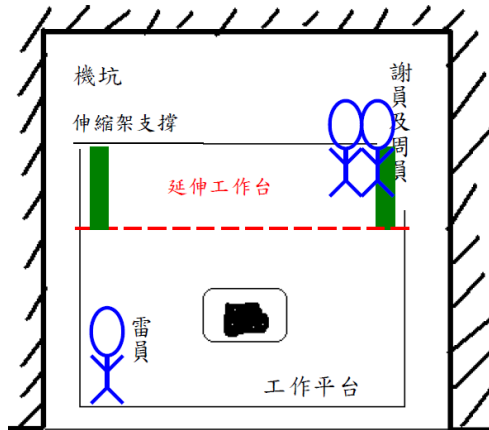 機坑
謝員及周員
伸縮架支撐
延伸工作台
雷員
工作平台